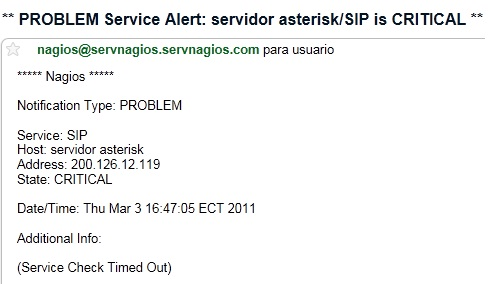 ** PROBLEM Service Alert: servidor asterisk/SIP is CRITICAL **
nagios@servnagios.servnagios.com para usuario
***** Nagios *****
Notification Type: PROBLEM
Service: SIP
Host: servidor asterisk
Address: 200.126.12.119
State: CRITICAL
Date/Time: Thu Mar 3 16:47:05 ECT 2011
Additional Info:
(Service Check Timed Out)